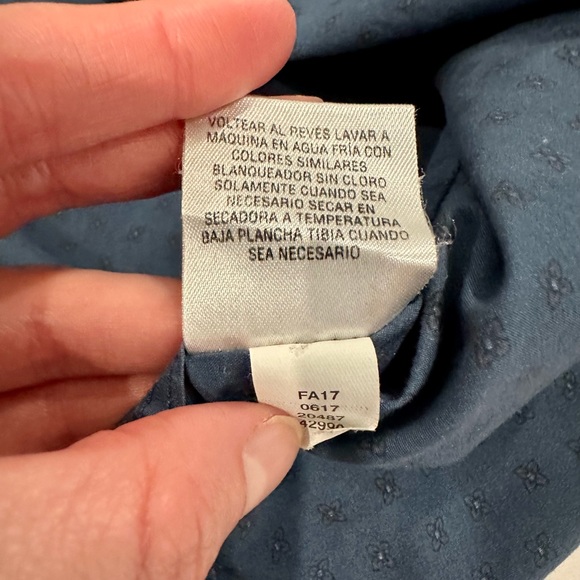 VOLTEAR AL REVÉS LAVAR A
MÁQUINA EN AGUA FRÍA CON
COLORES SIMILARES
BLANQUEADOR SIN CLORO
SOLAMENTE CUANDO SEA
NECESARIO SECAR EN
SECADORA A TEMPERATURA
BAJA PLANCHA TIBIA CUANDO
SEA NECESARIO
FA17
0617
20487